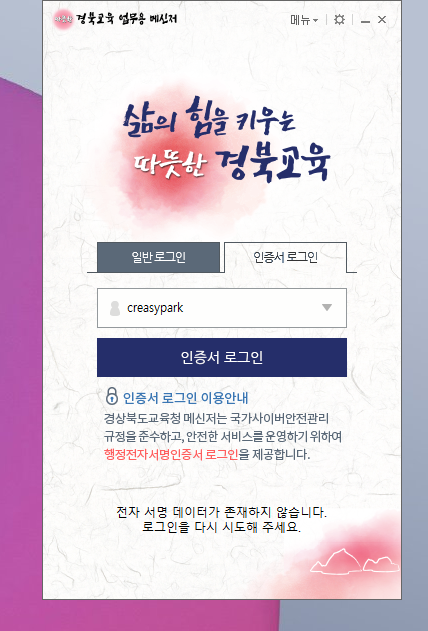 따뜻한 경북교육 업무용 메신저
메뉴
삶의 힘을 키우는
따뜻한 경북교육
일반 로그인
인증서 로그인
creasypark
인증서 로그인
인증서 로그인 이용안내
경상북도교육청 메신저는 국가사이버안전관리
규정을 준수하고, 안전한 서비스를 운영하기 위하여
행정전자서명인증서 로그인을 제공합니다.
전자 서명 데이터가 존재하지 않습니다.
로그인을 다시 시도해 주세요.